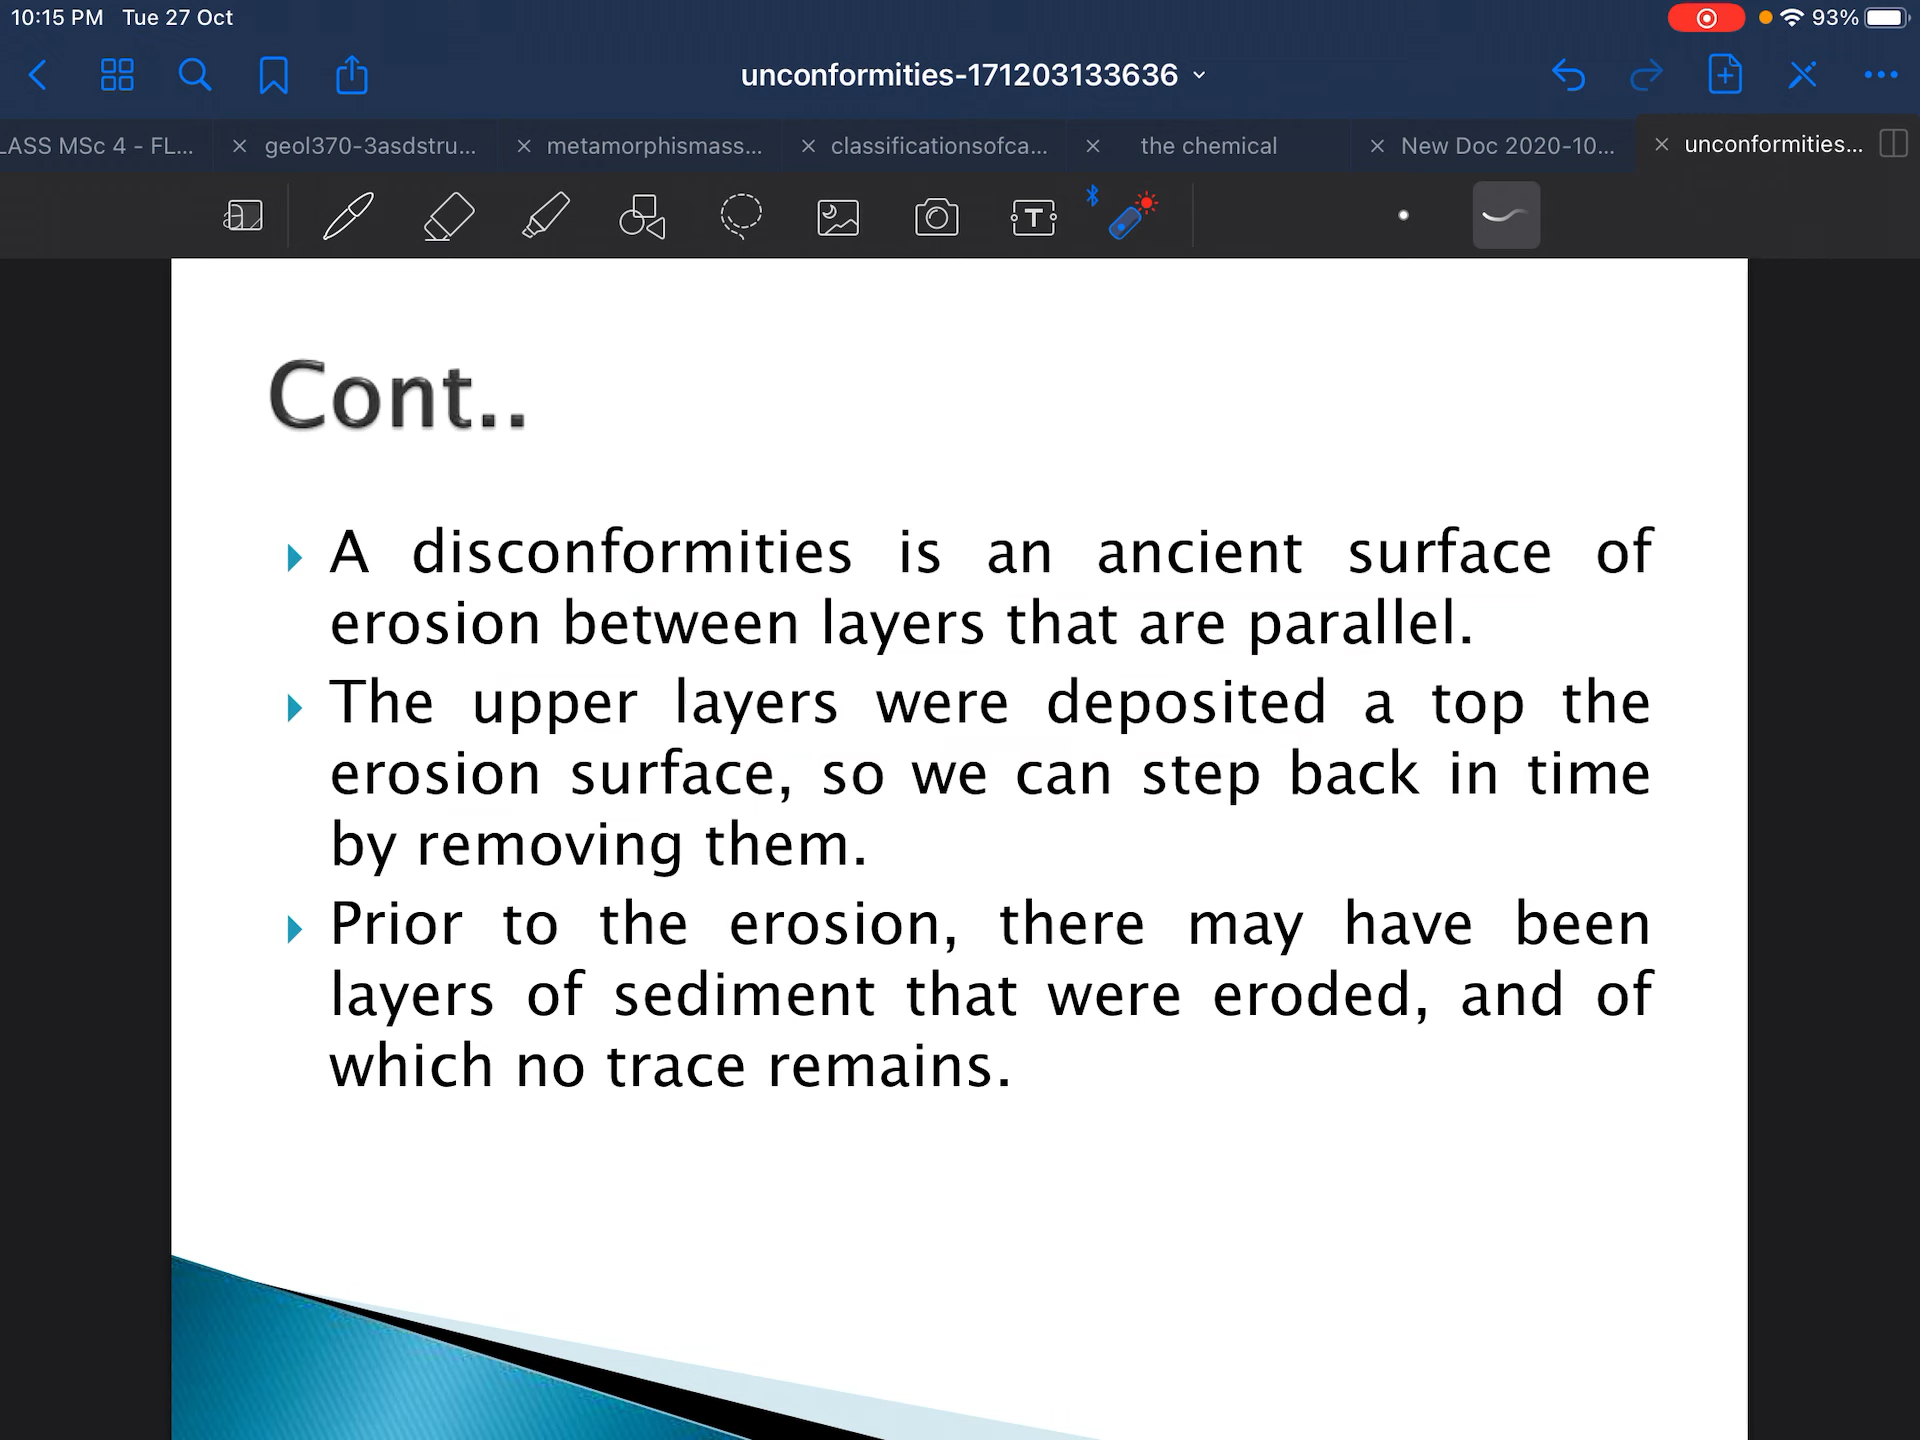 10:15 PM Tue 27 Oct
93%
unconformities-171203133636
LASS MSc 4 - FL...
geol370-3asdstru...
metamorphismass...
classificationsofca...
the chemical
New Doc 2020-10...
unconformities...
Cont..
A disconformities is an ancient surface of
erosion between layers that are parallel.
The upper layers were deposited a top the
erosion surface, so we can step back in time
by removing them.
Prior to the erosion, there may have been
layers of sediment that were eroded, and of
which no trace remains.